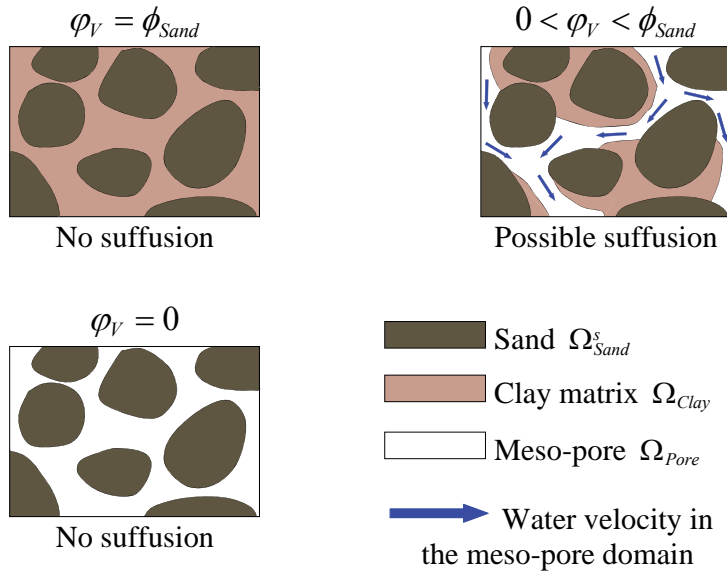 φ_V = ϕ_Sand
0 < φ_V < ϕ_Sand
No suffusion
Possible suffusion
φ_V = 0
No suffusion
Sand Ω^s_Sand
Clay matrix Ω_Clay
Meso-pore Ω_Pore
Water velocity in
the meso-pore domain